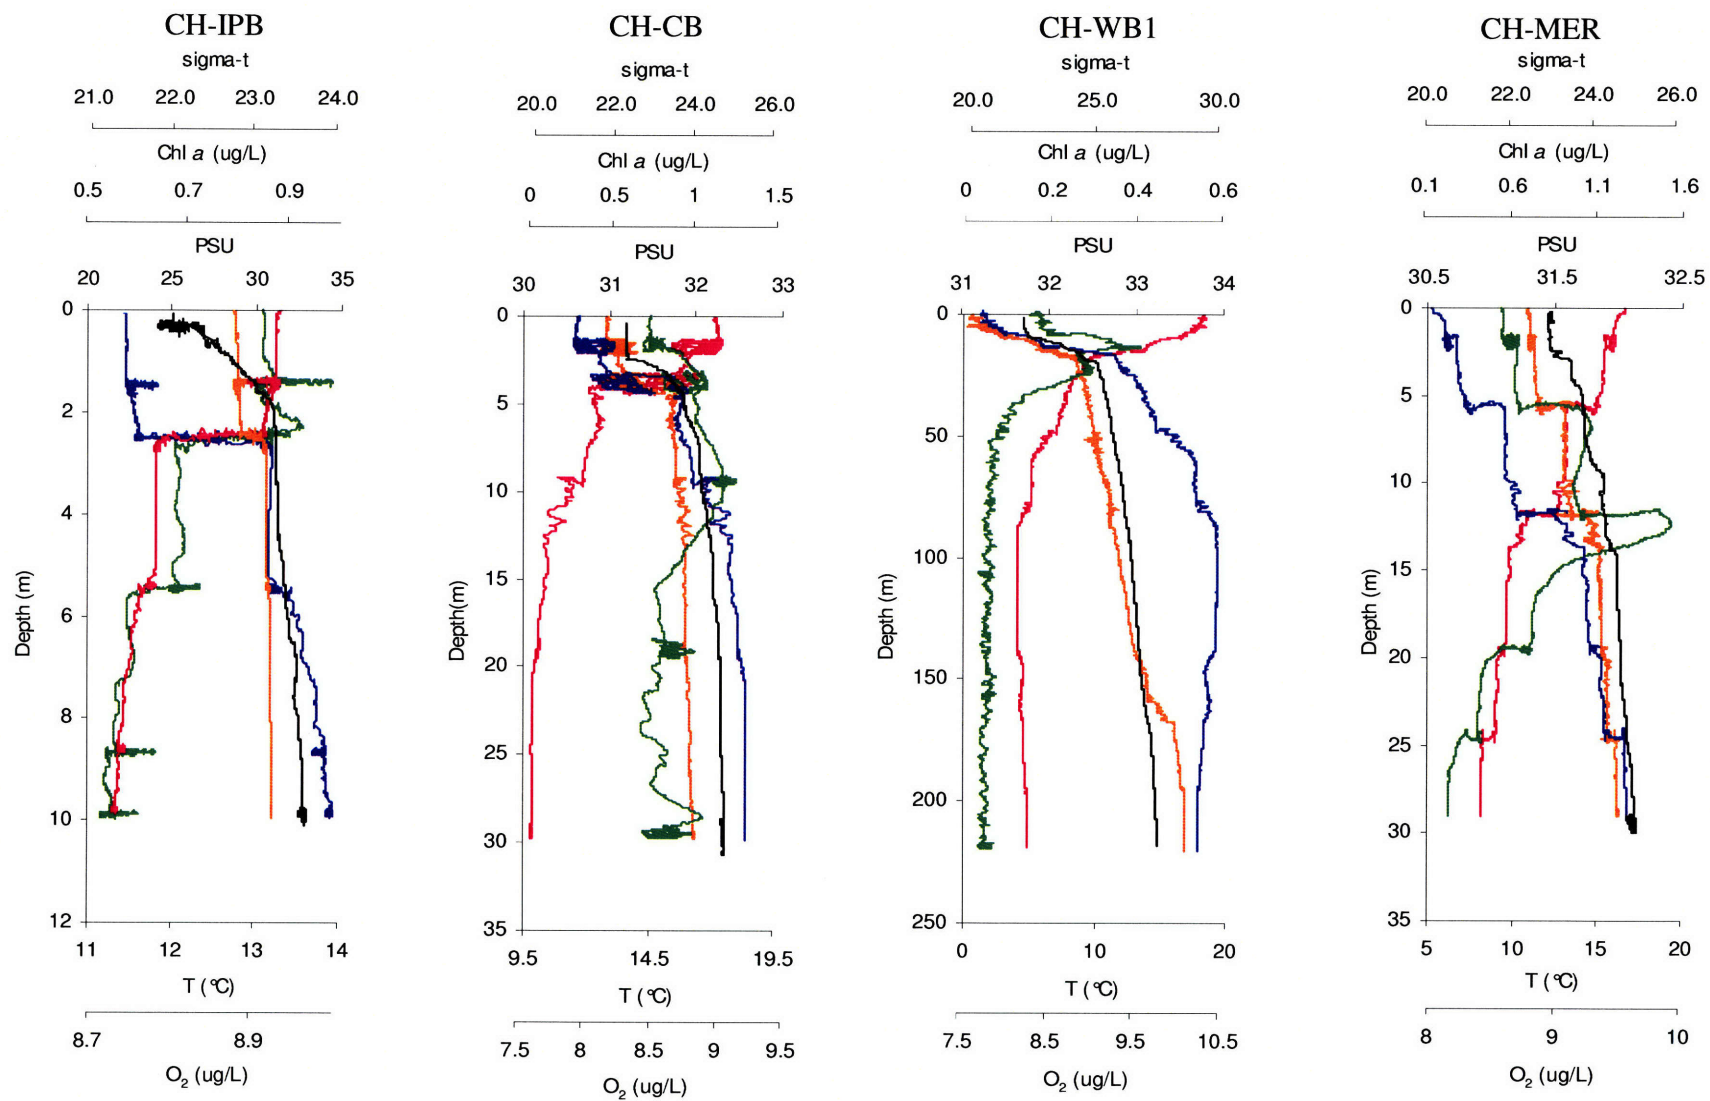 CH-IPB
sigma-t
21.0 22.0 23.0 24.0
Chl a (ug/L)
0.5 0.7 0.9
PSU
20 25 30 35
0
2
4
6
8
10
12
Depth (m)
11 12 13 14
T (°C)
8.7 8.9
O2 (ug/L)
CH-CB
sigma-t
20.0 22.0 24.0 26.0
Chl a (ug/L)
0 0.5 1 1.5
PSU
30 31 32 33
0
5
10
15
20
25
30
35
Depth(m)
9.5 14.5 19.5
T (°C)
7.5 8 8.5 9 9.5
O2 (ug/L)
CH-WB1
sigma-t
20.0 25.0 30.0
Chl a (ug/L)
0 0.2 0.4 0.6
PSU
31 32 33 34
0
50
100
150
200
250
Depth (m)
0 10 20
T (°C)
7.5 8.5 9.5 10.5
O2 (ug/L)
CH-MER
sigma-t
20.0 22.0 24.0 26.0
Chl a (ug/L)
0.1 0.6 1.1 1.6
PSU
30.5 31.5 32.5
0
5
10
15
20
25
30
35
Depth (m)
5 10 15 20
T (°C)
8 9 10
O2 (ug/L)